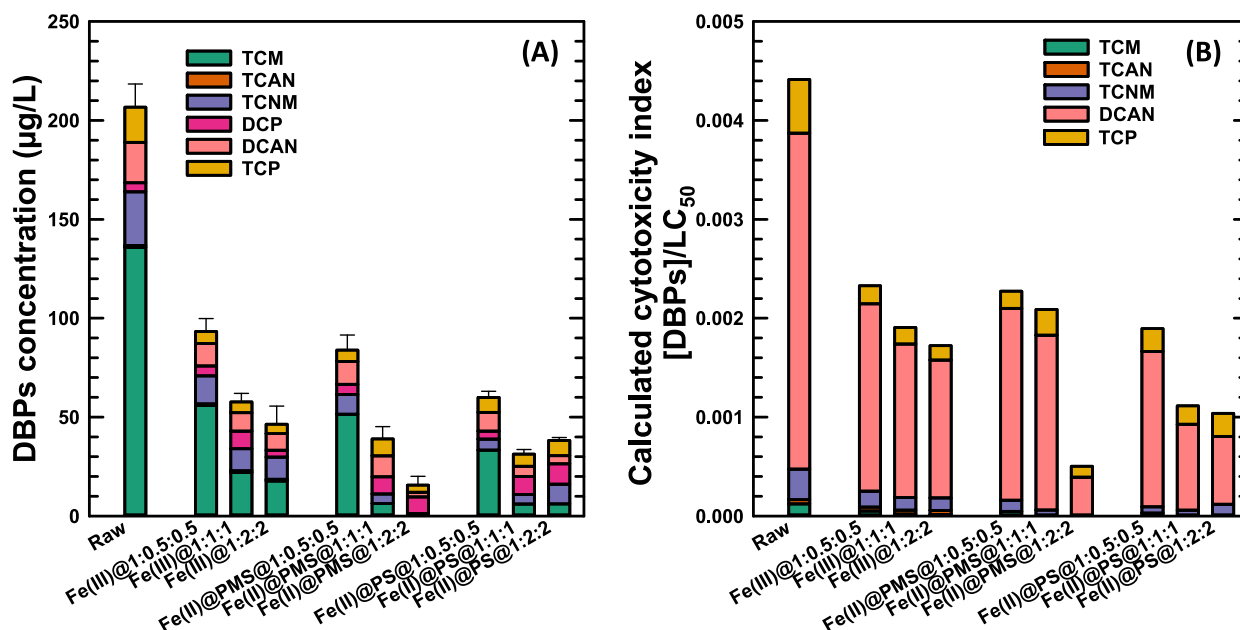 (A)
DBPs concentration (µg/L)
250
200
150
100
50
0
TCM
TCAN
TCNM
DCP
DCAN
TCP
Raw
Fe(III)@1:0.5:0.5
Fe(III)@1:1:1
Fe(III)@1:2:2
Fe(II)@PMS@1:0.5:0.5
Fe(II)@PMS@1:1:1
Fe(II)@PMS@1:2:2
Fe(II)@PS@1:0.5:0.5
Fe(II)@PS@1:1:1
Fe(II)@PS@1:2:2
(B)
Calculated cytotoxicity index
[DBPs]/LC50
0.005
0.004
0.003
0.002
0.001
0.000
TCM
TCAN
TCNM
DCAN
TCP
Raw
Fe(III)@1:0.5:0.5
Fe(III)@1:1:1
Fe(III)@1:2:2
Fe(II)@PMS@1:0.5:0.5
Fe(II)@PMS@1:1:1
Fe(II)@PMS@1:2:2
Fe(II)@PS@1:0.5:0.5
Fe(II)@PS@1:1:1
Fe(II)@PS@1:2:2